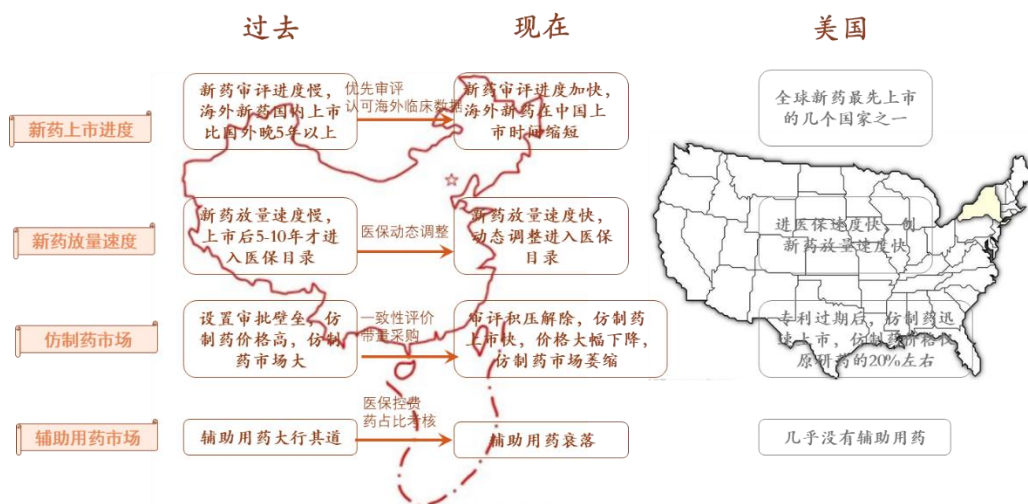 过去
现在
美国
新药上市进度
新药审评进度慢,
海外新药国内上市
比国外晚5年以上
优先审评
认可海外临床数据
新药审评进度加快,
海外新药在中国上
市时间缩短
全球新药最先上市
的几个国家之一
新药放量速度
新药放量速度慢,
上市后5-10年才进
入医保目录
医保动态调整
新药放量速度快,
动态调整进入医保
目录
进医保速度快,创
新药放量速度快
仿制药市场
设置审批壁垒,仿
制药价格高,仿制
药市场大
一致性评价
带量采购
审评积压解除,仿制药
上市快,价格大幅下降,
仿制药市场萎缩
专利过期后,仿制药迅
速上市,仿制药价格仅
原研药的20%左右
辅助用药市场
辅助用药大行其道
医保控费
药占比考核
辅助用药衰落
几乎没有辅助用药